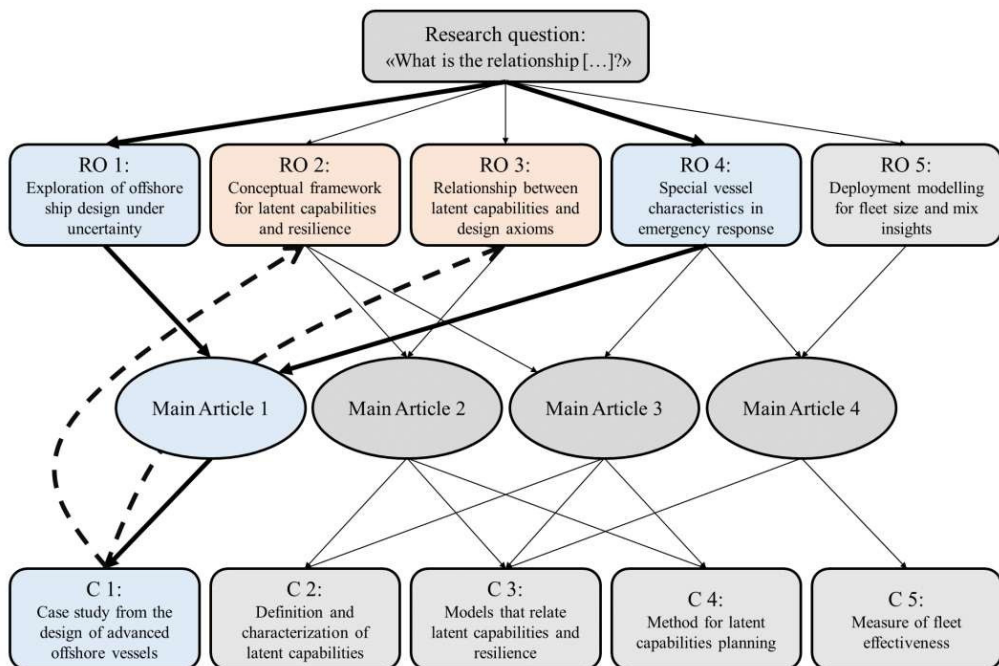 Research question:
«What is the relationship […]?»
RO 1:
Exploration of offshore
ship design under
uncertainty
RO 2:
Conceptual framework
for latent capabilities
and resilience
RO 3:
Relationship between
latent capabilities and
design axioms
RO 4:
Special vessel
characteristics in
emergency response
RO 5:
Deployment modelling
for fleet size and mix
insights
Main Article 1
Main Article 2
Main Article 3
Main Article 4
C 1:
Case study from the
design of advanced
offshore vessels
C 2:
Definition and
characterization of
latent capabilities
C 3:
Models that relate
latent capabilities and
resilience
C 4:
Method for latent
capabilities planning
C 5:
Measure of fleet
effectiveness